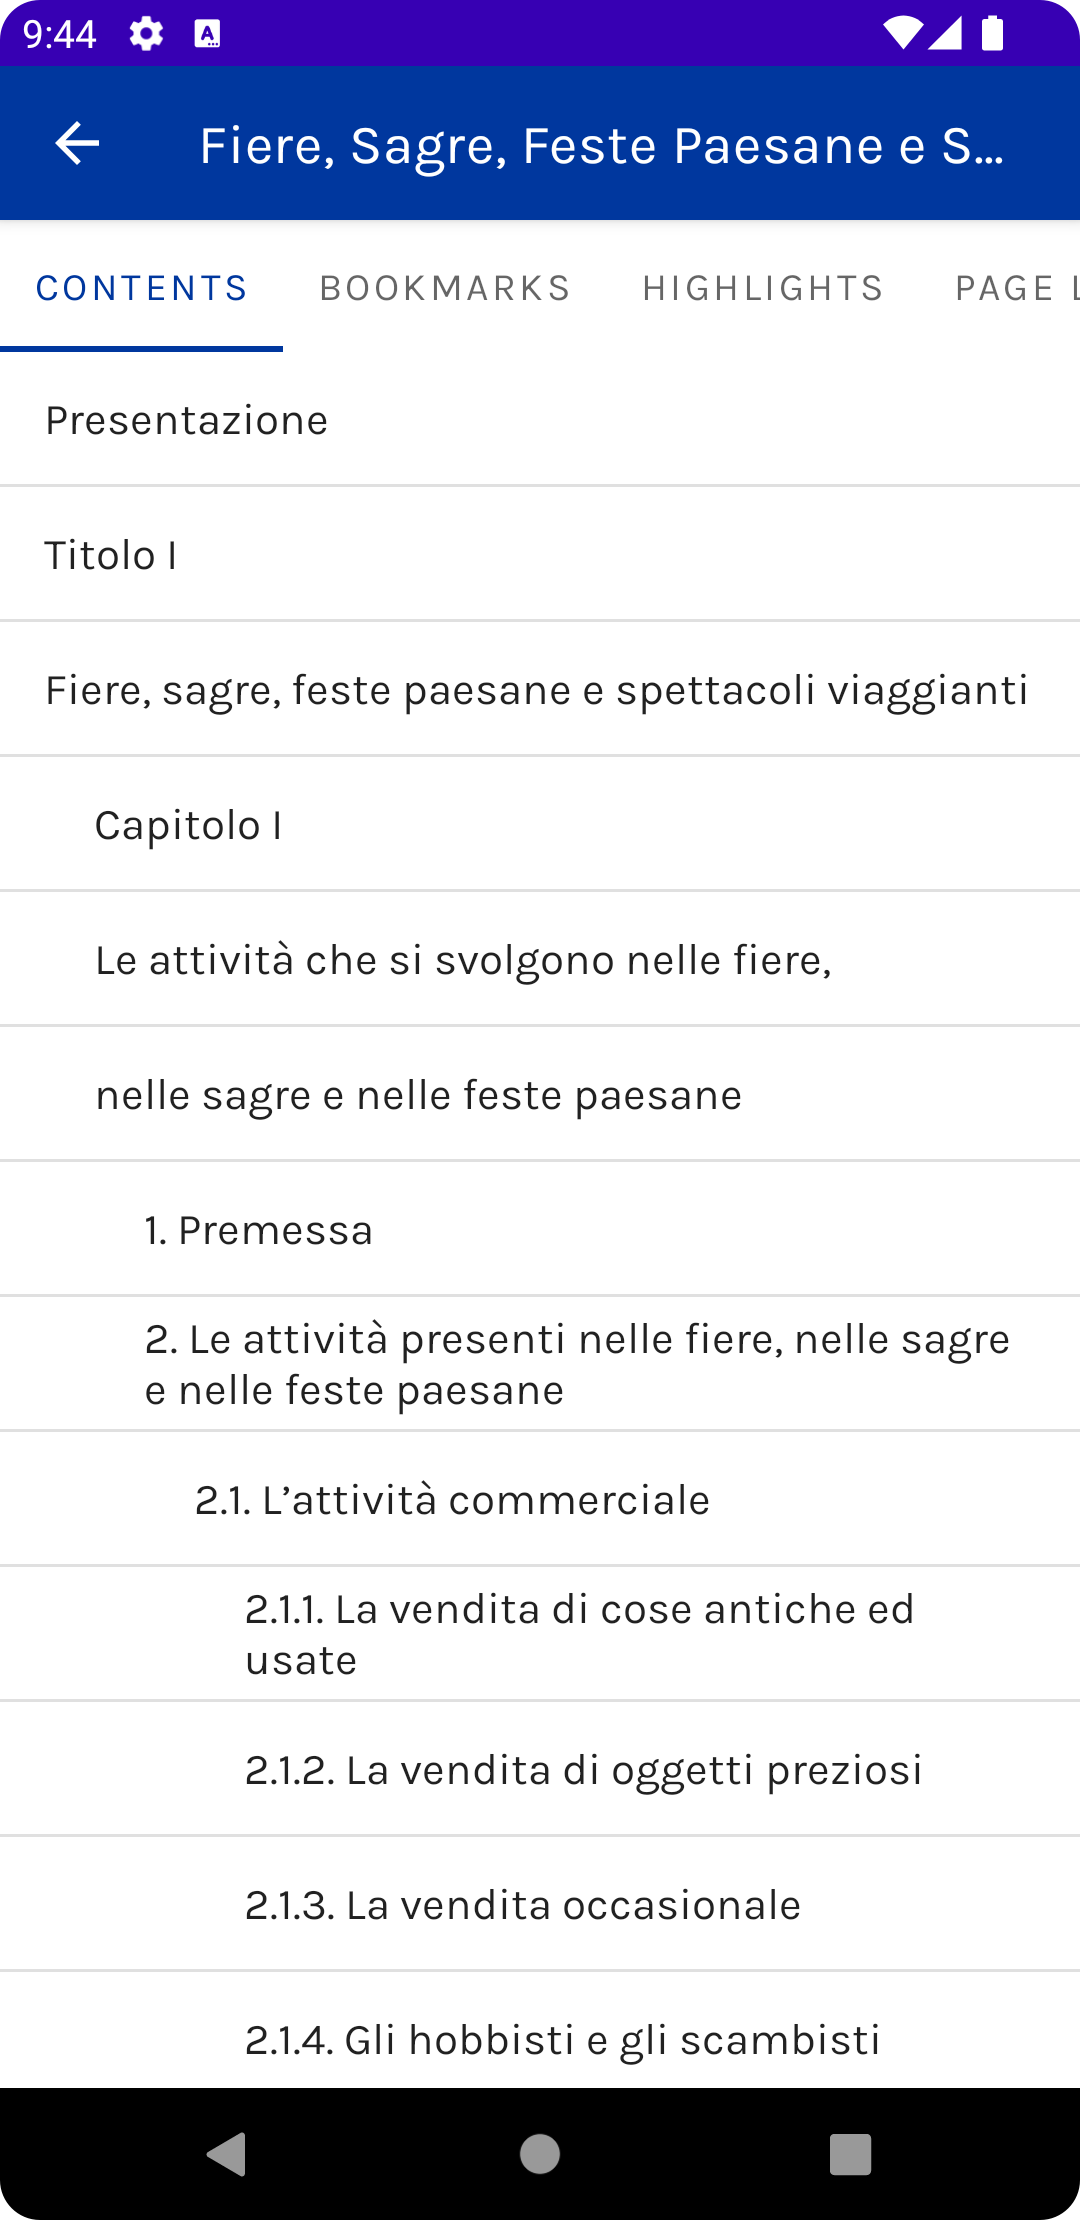 9:44
Fiere, Sagre, Feste Paesane e S...
CONTENTS BOOKMARKS HIGHLIGHTS PAGE L
Presentazione
Titolo I
Fiere, sagre, feste paesane e spettacoli viaggianti
Capitolo I
Le attività che si svolgono nelle fiere,
nelle sagre e nelle feste paesane
1. Premessa
2. Le attività presenti nelle fiere, nelle sagre
e nelle feste paesane
2.1. L’attività commerciale
2.1.1. La vendita di cose antiche ed
usate
2.1.2. La vendita di oggetti preziosi
2.1.3. La vendita occasionale
2.1.4. Gli hobbisti e gli scambisti